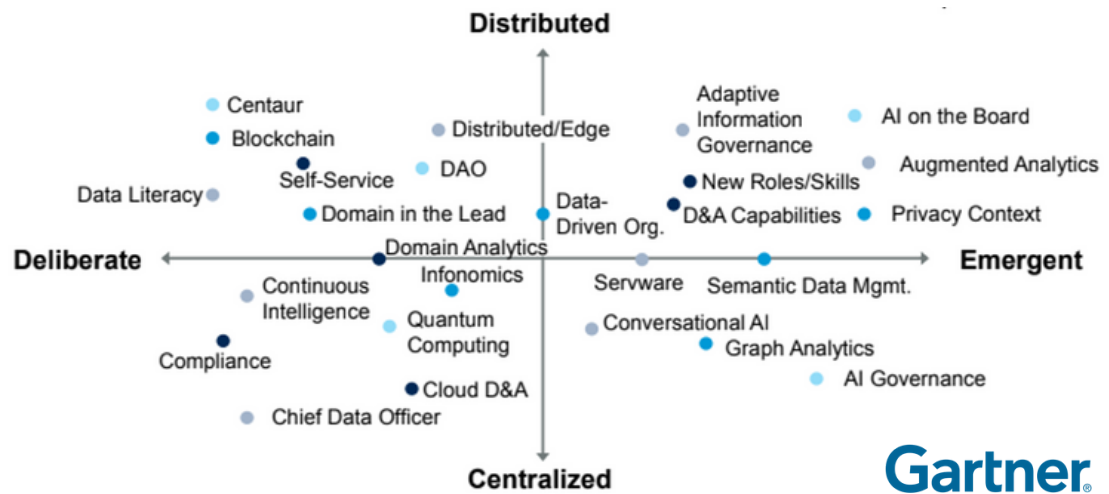 Distributed
Centaur
Blockchain
Self-Service
Data Literacy
Domain in the Lead
Distributed/Edge
DAO
Data-
Driven Org.
Adaptive
Information
Governance
AI on the Board
Augmented Analytics
New Roles/Skills
D&A Capabilities
Privacy Context
Deliberate
Emergent
Domain Analytics
Infonomics
Continuous
Intelligence
Quantum
Computing
Compliance
Cloud D&A
Chief Data Officer
Servware
Semantic Data Mgmt.
Conversational AI
Graph Analytics
AI Governance
Centralized
Gartner®